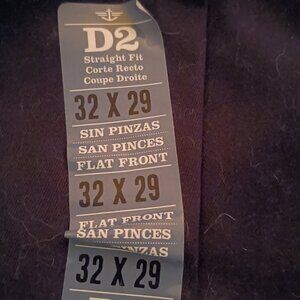 D2
Straight Fit
Corte Recto
Coupe Droite
32 X 29
SIN PINZAS
SAN PINCES
FLAT FRONT
32 X 29
FLAT FRONT
SAN PINCES
PINZAS
32 X 29